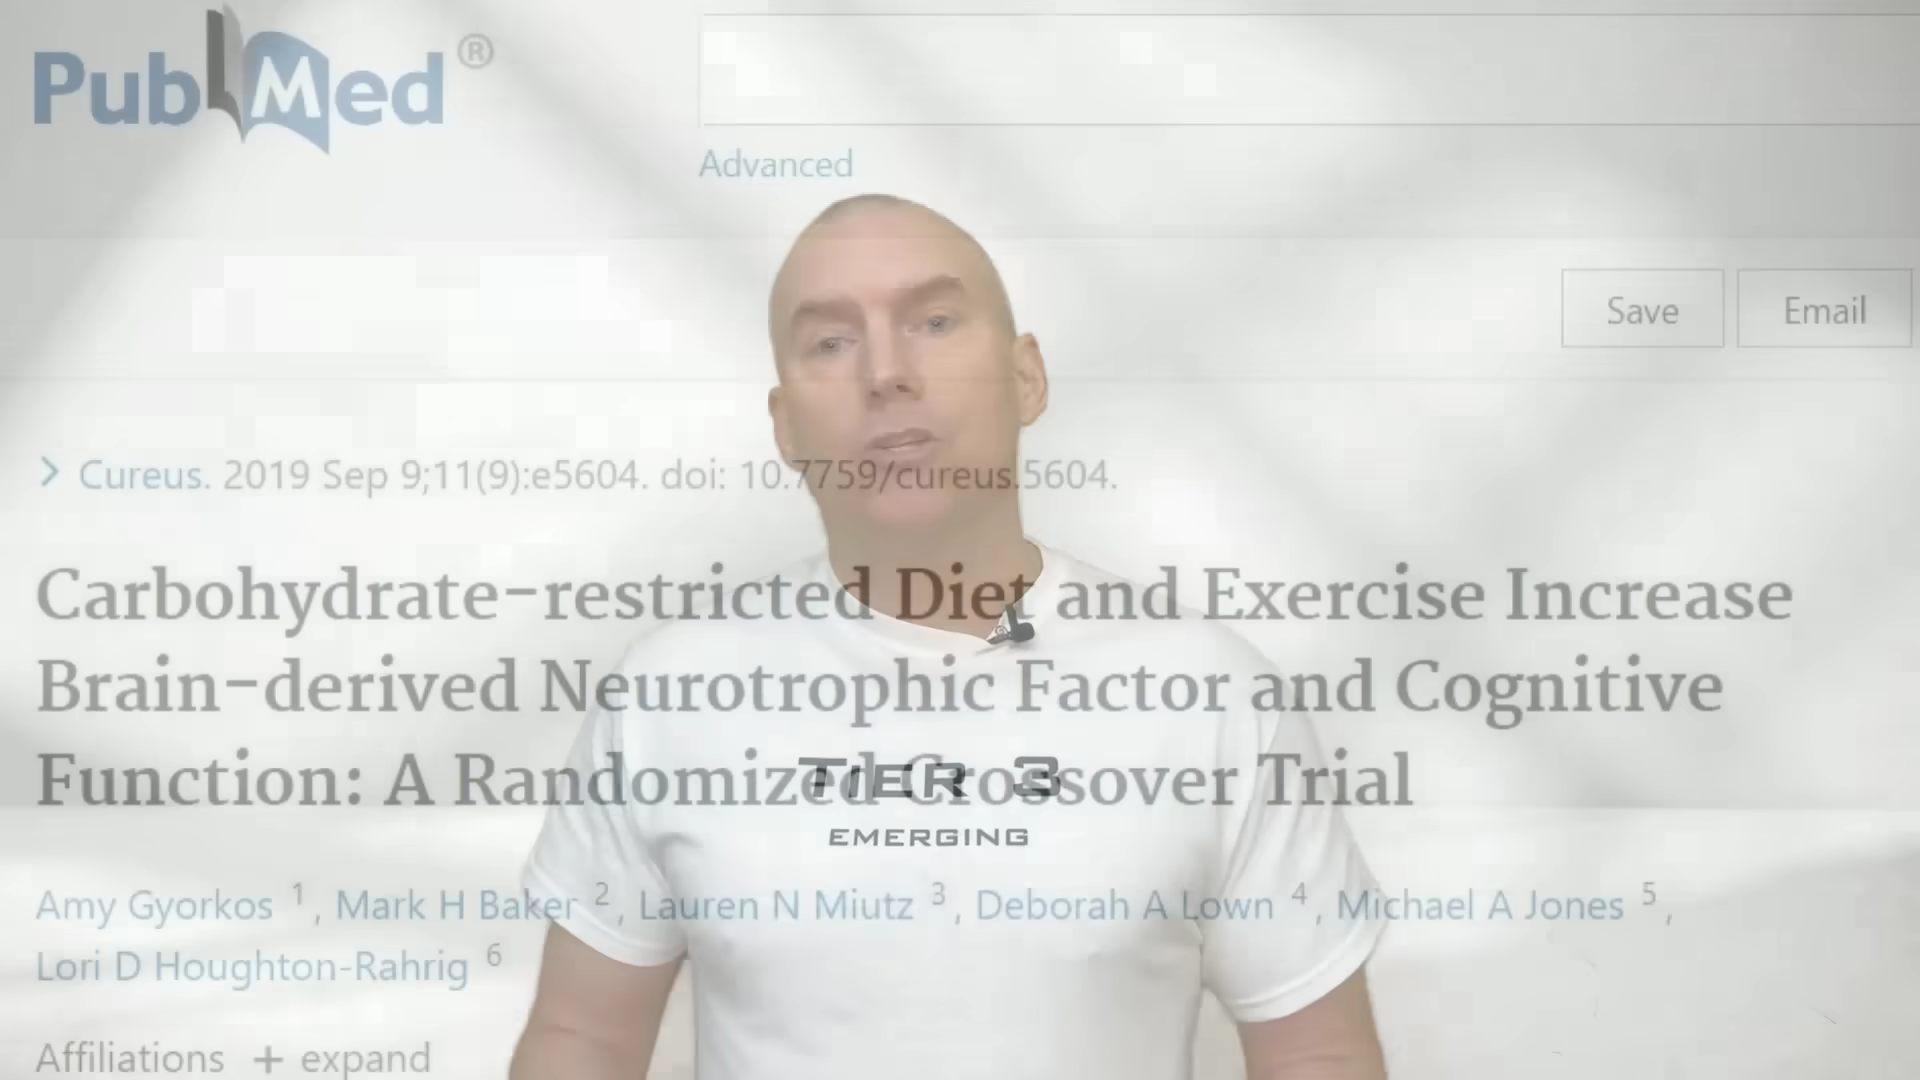 PubMed®
Advanced
Save
Email
> Cureus. 2019 Sep 9;11(9):e5604. doi: 10.7759/cureus.5604.
Carbohydrate-restricted Diet and Exercise Increase
Brain-derived Neurotrophic Factor and Cognitive
Function: A Randomized Crossover Trial
TIER 3
EMERGING
Amy Gyorkos 1, Mark H Baker 2, Lauren N Miutz 3, Deborah A Lown 4, Michael A Jones 5,
Lori D Houghton-Rahrig 6
Affiliations + expand